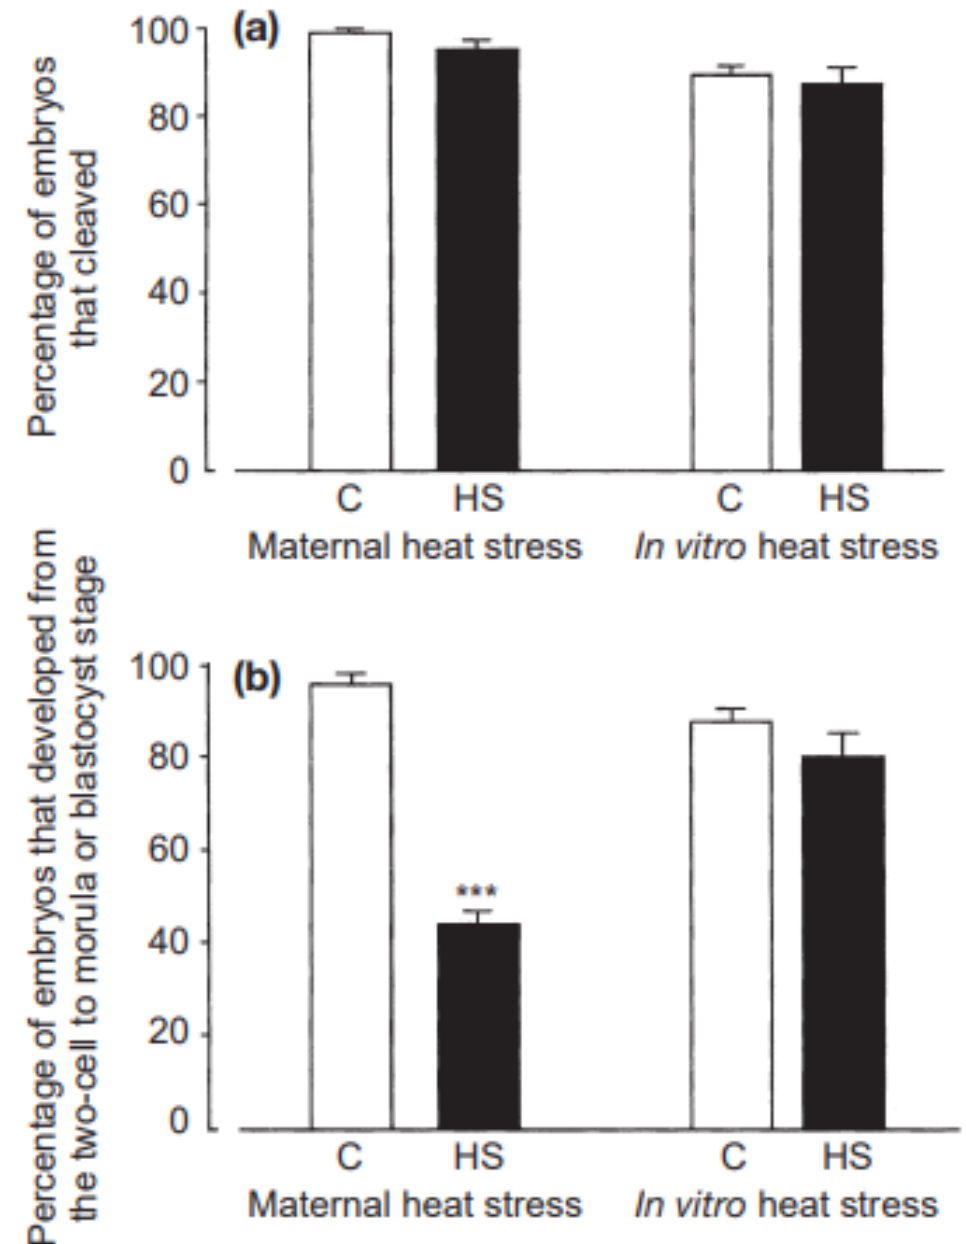 Percentage of embryos
that cleaved
(a)
100
80
60
40
20
0
C HS C HS
Maternal heat stress In vitro heat stress
Percentage of embryos that developed from
the two-cell to morula or blastocyst stage
(b)
100
80
60
40
20
0
***
C HS C HS
Maternal heat stress In vitro heat stress